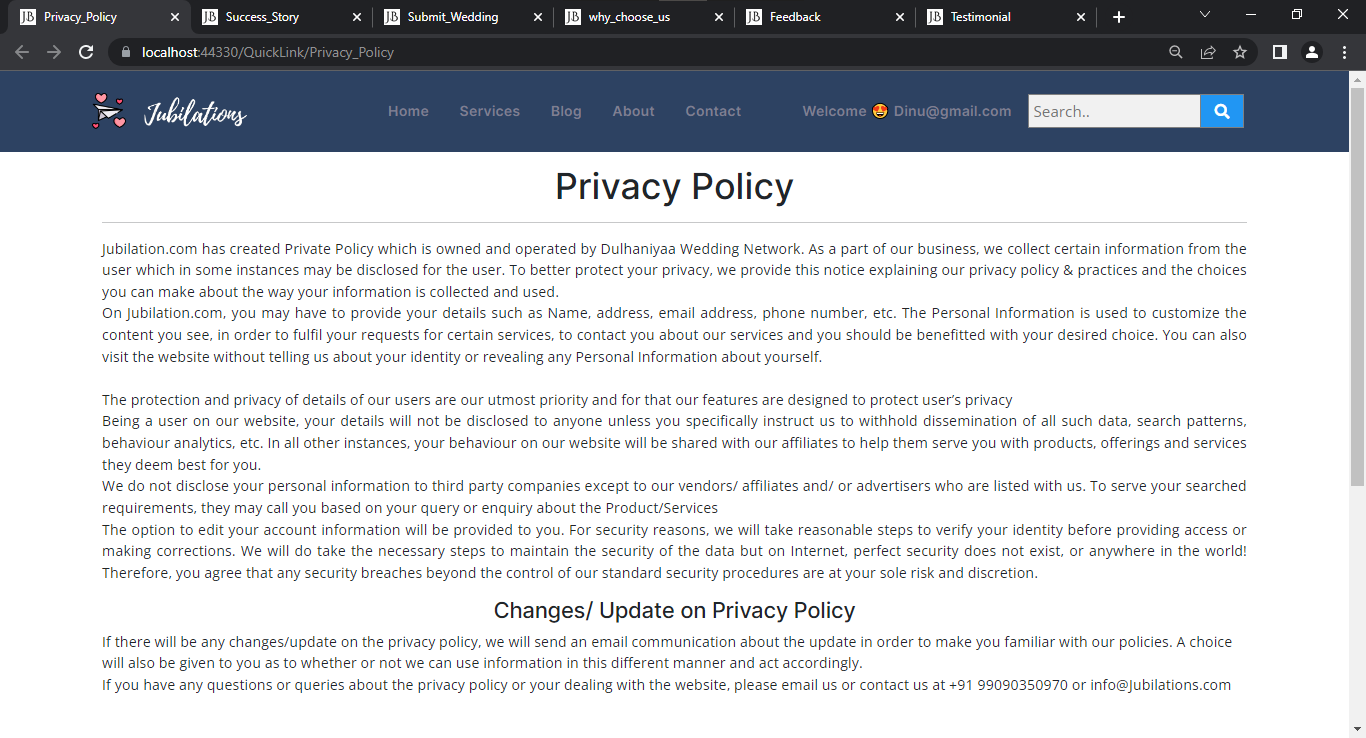 JB Privacy_Policy JB Success_Story JB Submit_Wedding JB why_choose_us JB Feedback JB Testimonial
localhost:44330/QuickLink/Privacy_Policy
Jubilations Home Services Blog About Contact Welcome 😍 Dinu@gmail.com Search..
Privacy Policy
Jubilation.com has created Private Policy which is owned and operated by Dulhaniyaa Wedding Network. As a part of our business, we collect certain information from the
user which in some instances may be disclosed for the user. To better protect your privacy, we provide this notice explaining our privacy policy & practices and the choices
you can make about the way your information is collected and used.
On Jubilation.com, you may have to provide your details such as Name, address, email address, phone number, etc. The Personal Information is used to customize the
content you see, in order to fulfil your requests for certain services, to contact you about our services and you should be benefitted with your desired choice. You can also
visit the website without telling us about your identity or revealing any Personal Information about yourself.
The protection and privacy of details of our users are our utmost priority and for that our features are designed to protect user’s privacy
Being a user on our website, your details will not be disclosed to anyone unless you specifically instruct us to withhold dissemination of all such data, search patterns,
behaviour analytics, etc. In all other instances, your behaviour on our website will be shared with our affiliates to help them serve you with products, offerings and services
they deem best for you.
We do not disclose your personal information to third party companies except to our vendors/ affiliates and/ or advertisers who are listed with us. To serve your searched
requirements, they may call you based on your query or enquiry about the Product/Services
The option to edit your account information will be provided to you. For security reasons, we will take reasonable steps to verify your identity before providing access or
making corrections. We will do take the necessary steps to maintain the security of the data but on Internet, perfect security does not exist, or anywhere in the world!
Therefore, you agree that any security breaches beyond the control of our standard security procedures are at your sole risk and discretion.
Changes/ Update on Privacy Policy
If there will be any changes/update on the privacy policy, we will send an email communication about the update in order to make you familiar with our policies. A choice
will also be given to you as to whether or not we can use information in this different manner and act accordingly.
If you have any questions or queries about the privacy policy or your dealing with the website, please email us or contact us at +91 99090350970 or info@Jubilations.com